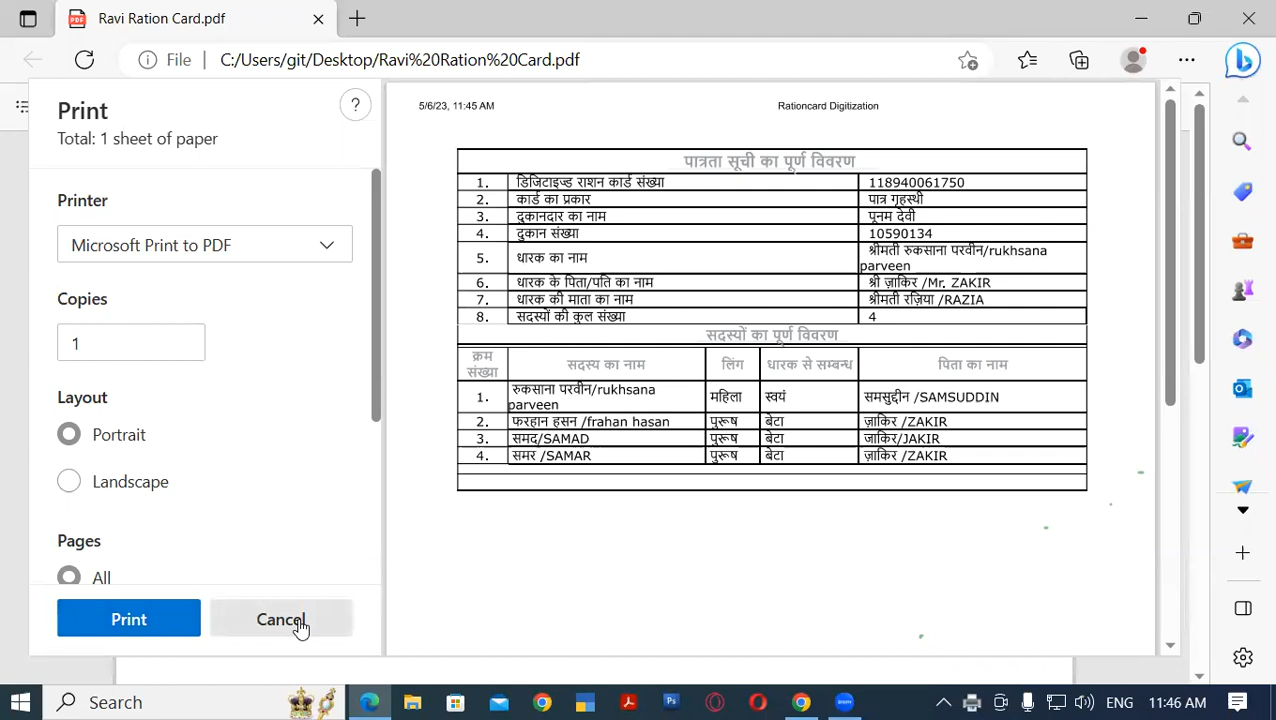 Ravi Ration Card.pdf
File
C:/Users/git/Desktop/Ravi%20Ration%20Card.pdf
Print
?
Total: 1 sheet of paper
Printer
Microsoft Print to PDF
Copies
1
Layout
Portrait
Landscape
Pages
All
Print
Cancel
5/6/23, 11:45 AM
Rationcard Digitization
पात्रता सूची का पूर्ण विवरण
1. डिजिटाइज्ड राशन कार्ड संख्या 118940061750
2. कार्ड का प्रकार पात्र गृहस्थी
3. दुकानदार का नाम पूनम देवी
4. दुकान संख्या 10590134
5. धारक का नाम श्रीमती रुकसाना परवीन/rukhsana
parveen
6. धारक के पिता/पति का नाम श्री ज़ाकिर /Mr. ZAKIR
7. धारक की माता का नाम श्रीमती रज़िया /RAZIA
8. सदस्यों की कुल संख्या 4
सदस्यों का पूर्ण विवरण
क्रम संख्या सदस्य का नाम लिंग धारक से सम्बन्ध पिता का नाम
1. रुकसाना परवीन/rukhsana parveen महिला स्वयं समसुद्दीन /SAMSUDDIN
2. फरहान हसन /frahan hasan पुरूष बेटा ज़ाकिर /ZAKIR
3. समद/SAMAD पुरूष बेटा जाकिर/JAKIR
4. समर /SAMAR पुरूष बेटा ज़ाकिर /ZAKIR
Search
ENG
11:46 AM